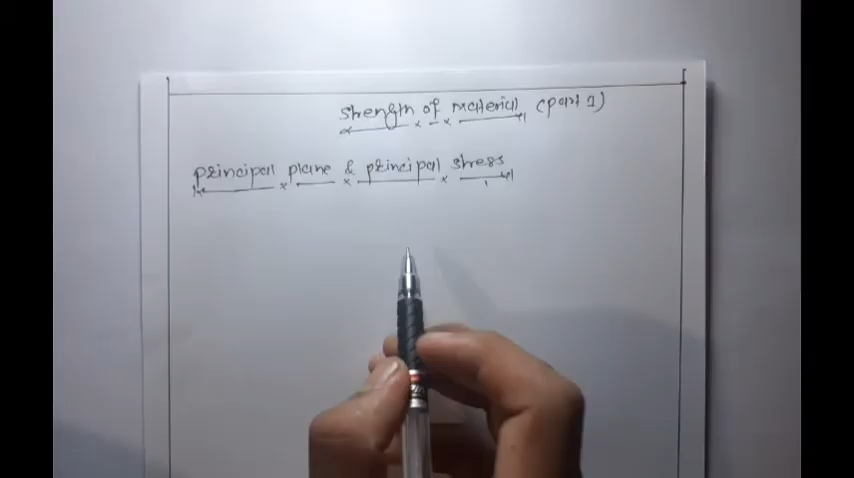 Strength of material (part 1)
principal plane & principal stress